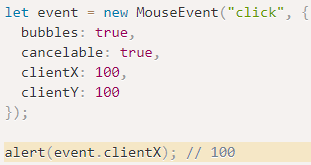 let event = new MouseEvent("click", {
  bubbles: true,
  cancelable: true,
  clientX: 100,
  clientY: 100
});

alert(event.clientX); // 100